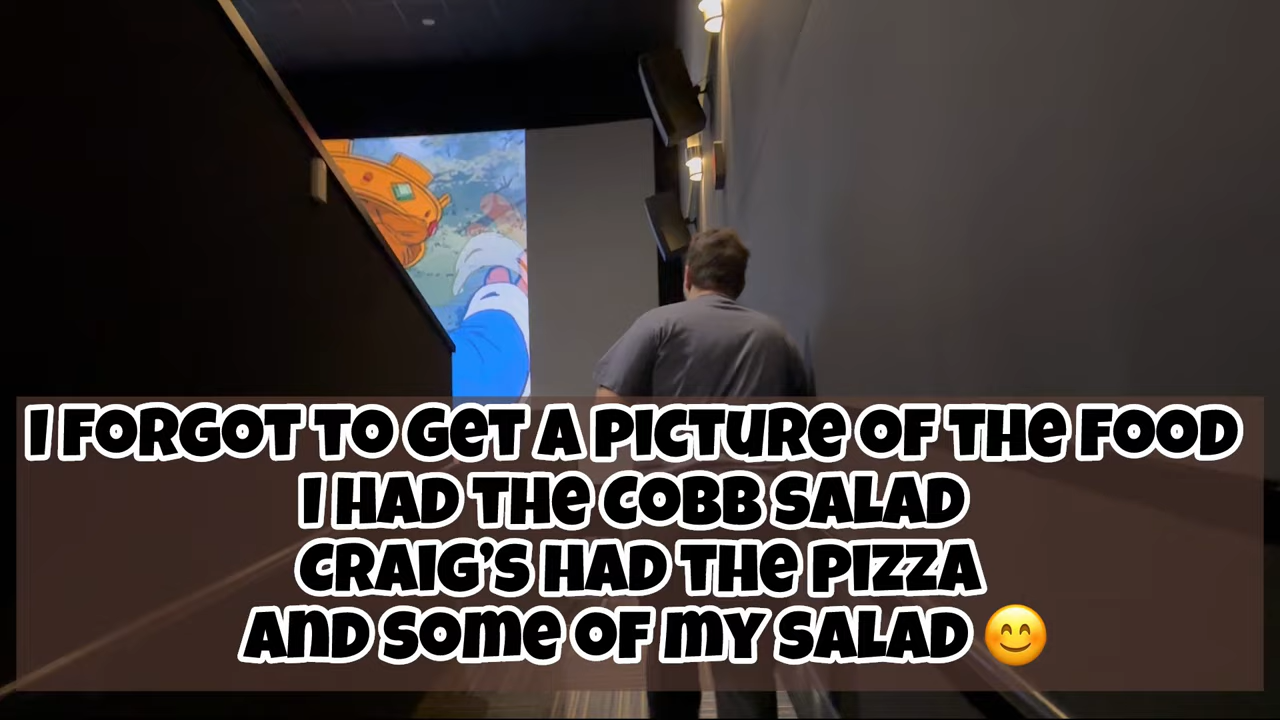 I FORGOT TO GET A PICTURE OF THE FOOD
I HAD THE COBB SALAD
CRAIG'S HAD THE PIZZA
AND SOME OF MY SALAD 😊